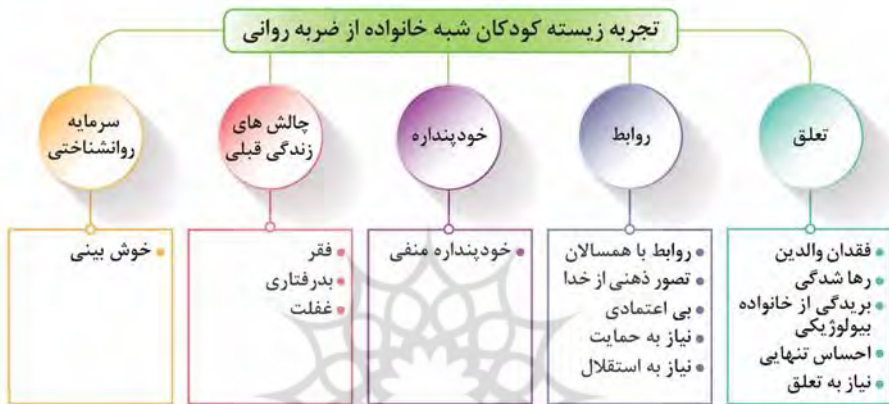 تجربه زیسته کودکان شبه خانواده از ضربه روانی
تعلق
فقدان والدین
رها شدگی
بریدگی از خانواده
بیولوژیکی
احساس تنهایی
نیاز به تعلق
روابط
روابط با همسالان
تصور ذهنی از خدا
بی اعتمادی
نیاز به حمایت
نیاز به استقلال
خودپنداره
خودپنداره منفی
چالش های
زندگی قبلی
فقر
بدرفتاری
غفلت
سرمایه
روانشناختی
خوش بینی